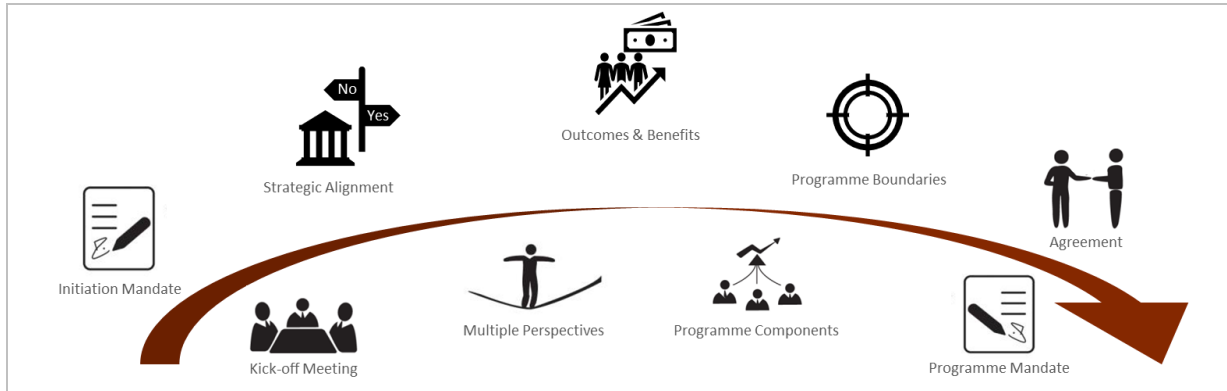 No
Yes
Outcomes & Benefits
Strategic Alignment
Programme Boundaries
Agreement
Initiation Mandate
Multiple Perspectives
Programme Components
Kick-off Meeting
Programme Mandate